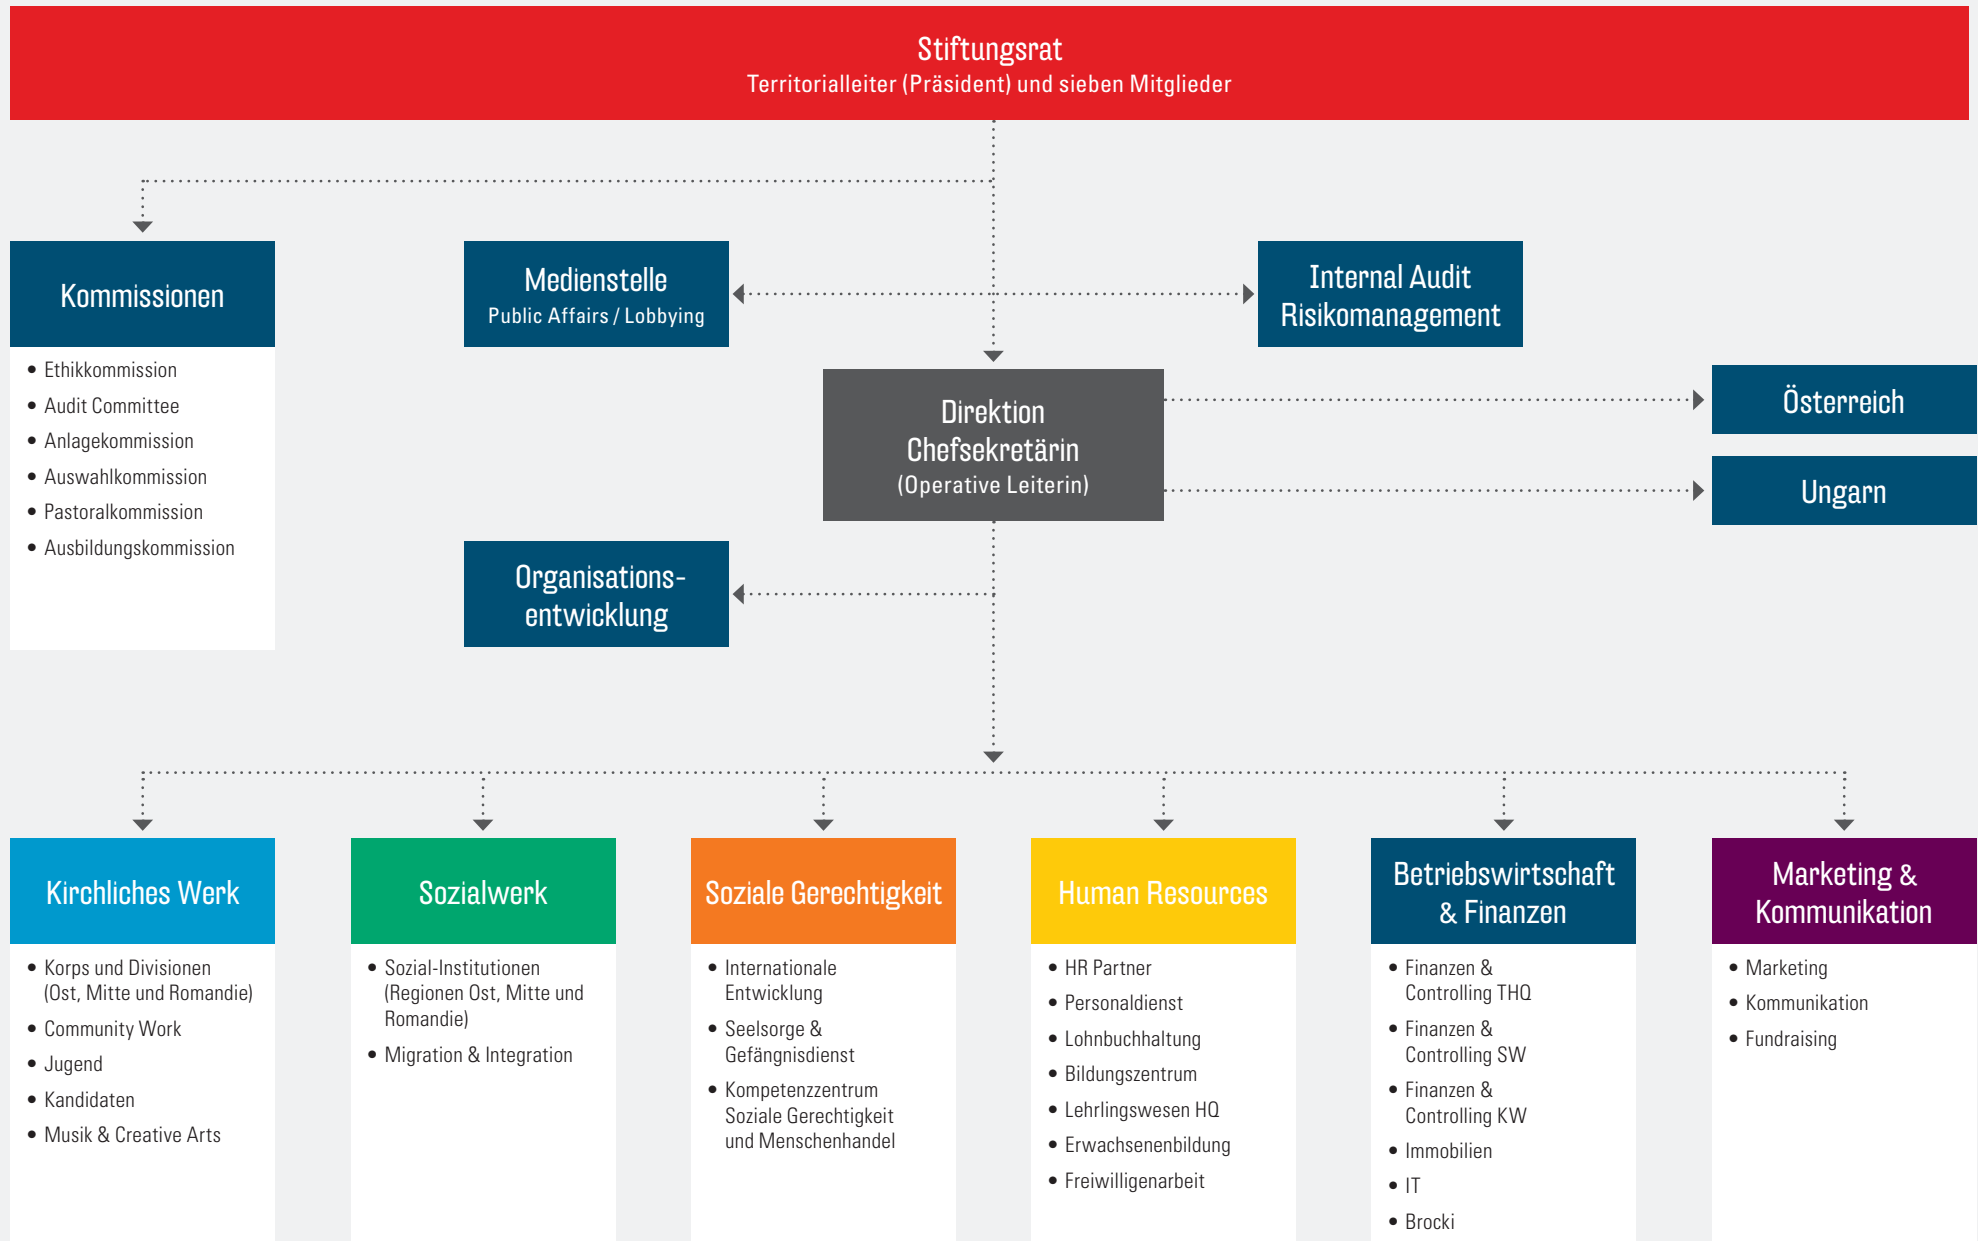 Stiftungsrat
Territorialleiter (Präsident) und sieben Mitglieder
Kommissionen
• Ethikkommission
• Audit Committee
• Anlagekommission
• Auswahlkommission
• Pastoralkommission
• Ausbildungskommission
Medienstelle
Public Affairs / Lobbying
Internal Audit
Risikomanagement
Direktion
Chefsekretärin
(Operative Leiterin)
Österreich
Ungarn
Organisations-
entwicklung
Kirchliches Werk
• Korps und Divisionen
(Ost, Mitte und Romandie)
• Community Work
• Jugend
• Kandidaten
• Musik & Creative Arts
Sozialwerk
• Sozial-Institutionen
(Regionen Ost, Mitte und
Romandie)
• Migration & Integration
Soziale Gerechtigkeit
• Internationale
Entwicklung
• Seelsorge &
Gefängnisdienst
• Kompetenzzentrum
Soziale Gerechtigkeit
und Menschenhandel
Human Resources
• HR Partner
• Personaldienst
• Lohnbuchhaltung
• Bildungszentrum
• Lehrlingswesen HQ
• Erwachsenenbildung
• Freiwilligenarbeit
Betriebswirtschaft
& Finanzen
• Finanzen &
Controlling THQ
• Finanzen &
Controlling SW
• Finanzen &
Controlling KW
• Immobilien
• IT
• Brocki
Marketing &
Kommunikation
• Marketing
• Kommunikation
• Fundraising